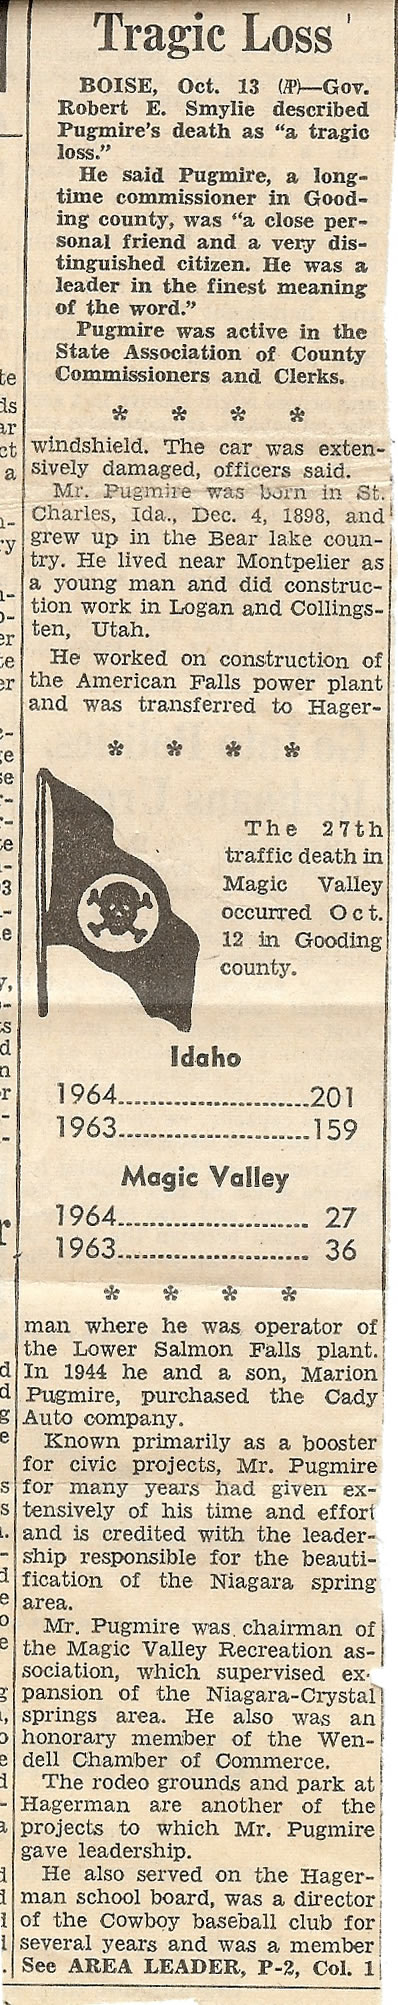 Tragic Loss
BOISE, Oct. 13 (AP)—Gov.
Robert E. Smylie described
Pugmire's death as "a tragic
loss."
He said Pugmire, a long-
time commissioner in Good-
ing county, was "a close per-
sonal friend and a very dis-
tinguished citizen. He was a
leader in the finest meaning
of the word."
Pugmire was active in the
State Association of County
Commissioners and Clerks.
* * * *
windshield. The car was exten-
sively damaged, officers said.
Mr. Pugmire was born in St.
Charles, Ida., Dec. 4, 1898, and
grew up in the Bear lake coun-
try. He lived near Montpelier as
a young man and did construc-
tion work in Logan and Collings-
ten, Utah.
He worked on construction of
the American Falls power plant
and was transferred to Hager-
* * * *
The 27th
traffic death in
Magic Valley
occurred Oct.
12 in Gooding
county.
Idaho
1964..............................201
1963..............................159
Magic Valley
1964.............................. 27
1963.............................. 36
* * * *
man where he was operator of
the Lower Salmon Falls plant.
In 1944 he and a son, Marion
Pugmire, purchased the Cady
Auto company.
Known primarily as a booster
for civic projects, Mr. Pugmire
for many years had given ex-
tensively of his time and effort
and is credited with the leader-
ship responsible for the beauti-
fication of the Niagara spring
area.
Mr. Pugmire was chairman of
the Magic Valley Recreation as-
sociation, which supervised ex-
pansion of the Niagara-Crystal
springs area. He also was an
honorary member of the Wen-
dell Chamber of Commerce.
The rodeo grounds and park at
Hagerman are another of the
projects to which Mr. Pugmire
gave leadership.
He also served on the Hager-
man school board, was a director
of the Cowboy baseball club for
several years and was a member
See AREA LEADER, P-2, Col. 1